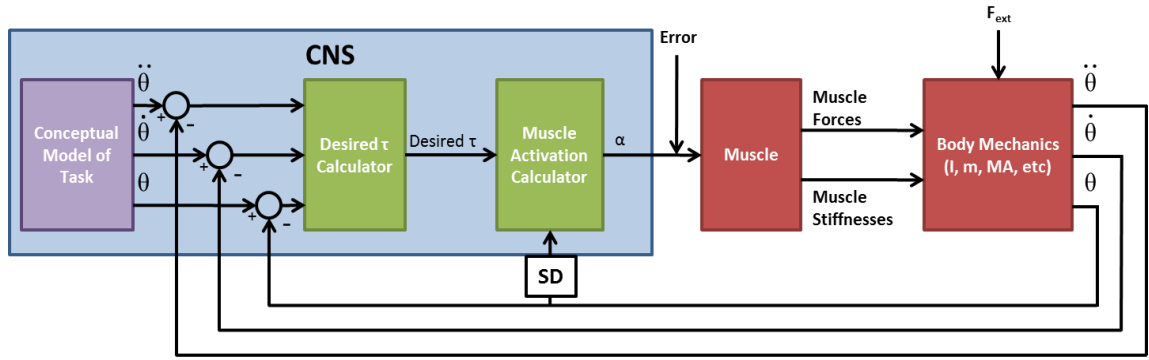 F_ext
CNS
Error
θ̈
θ̈
Conceptual
Model of
Task
+
-
θ̇
θ̇
+
-
θ
θ
+
-
Desired τ
Calculator
Desired τ
Muscle
Activation
Calculator
α
Muscle
Muscle
Forces
Muscle
Stiffnesses
Body Mechanics
(I, m, MA, etc)
SD